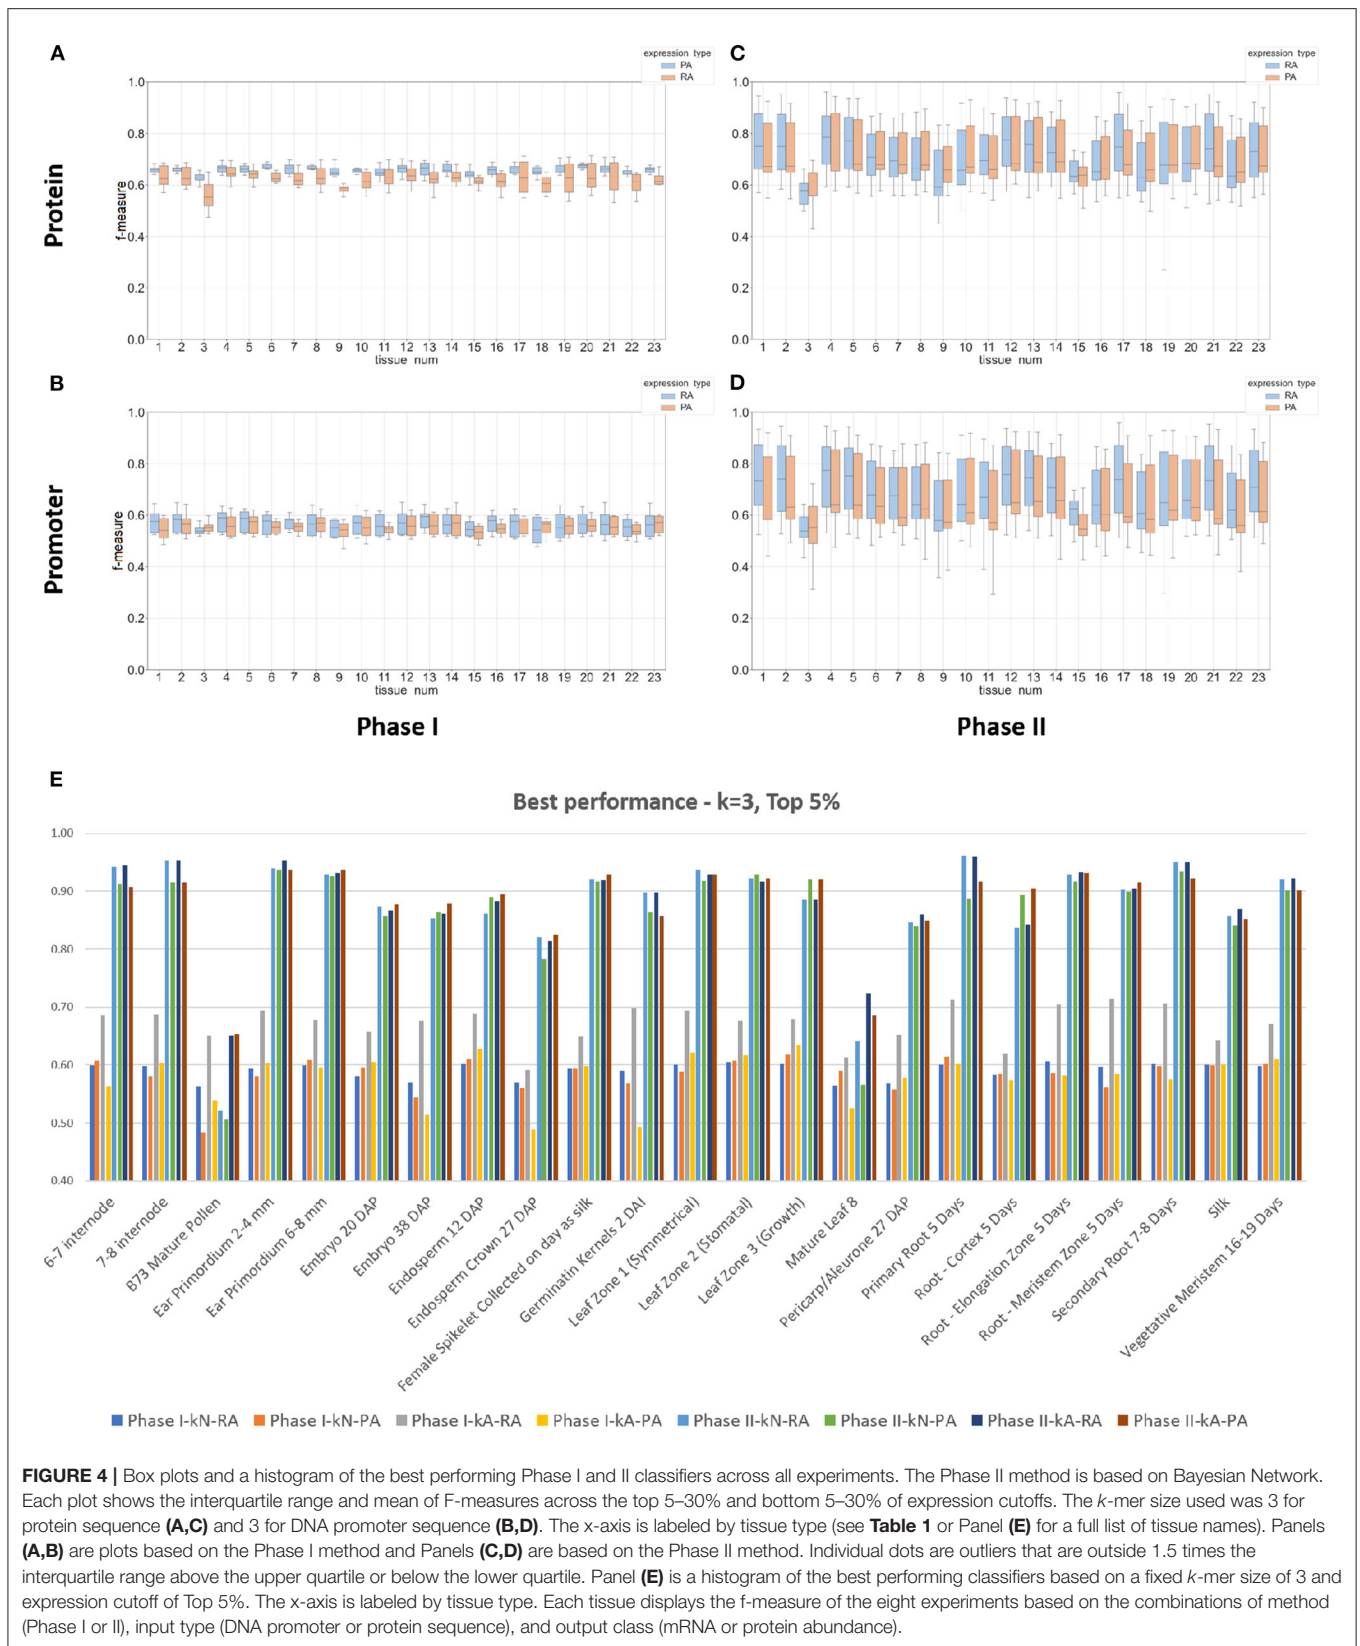 A
expression type
PA
RA
1.0
0.8
0.6
0.4
0.2
0.0
f-measure
Protein
1 2 3 4 5 6 7 8 9 10 11 12 13 14 15 16 17 18 19 20 21 22 23
tissue num
C
expression type
RA
PA
1.0
0.8
0.6
0.4
0.2
0.0
1 2 3 4 5 6 7 8 9 10 11 12 13 14 15 16 17 18 19 20 21 22 23
tissue num
B
expression type
RA
PA
1.0
0.8
0.6
0.4
0.2
0.0
f-measure
Promoter
1 2 3 4 5 6 7 8 9 10 11 12 13 14 15 16 17 18 19 20 21 22 23
tissue num
Phase I
D
expression type
RA
PA
1.0
0.8
0.6
0.4
0.2
0.0
1 2 3 4 5 6 7 8 9 10 11 12 13 14 15 16 17 18 19 20 21 22 23
tissue num
Phase II
E
Best performance - k=3, Top 5%
1.00
0.90
0.80
0.70
0.60
0.50
0.40
6-7 internode
7-8 internode
B73 Mature Pollen
Ear Primordium 2-4 mm
Ear Primordium 6-8 mm
Embryo 20 DAP
Embryo 38 DAP
Endosperm 12 DAP
Endosperm Crown 27 DAP
Female Spikelet Collected on day as silk
Germinatin Kernels 2 DAI
Leaf Zone 1 (Symmetrical)
Leaf Zone 2 (Stomatal)
Leaf Zone 3 (Growth)
Mature Leaf 8
Pericarp/Aleurone 27 DAP
Primary Root 5 Days
Root - Cortex 5 Days
Root - Elongation Zone 5 Days
Root - Meristem Zone 5 Days
Secondary Root 7-8 Days
Silk
Vegetative Meristem 16-19 Days
Phase I-kN-RA Phase I-kN-PA Phase I-kA-RA Phase I-kA-PA Phase II-kN-RA Phase II-kN-PA Phase II-kA-RA Phase II-kA-PA
FIGURE 4 | Box plots and a histogram of the best performing Phase I and II classifiers across all experiments. The Phase II method is based on Bayesian Network.
Each plot shows the interquartile range and mean of F-measures across the top 5–30% and bottom 5–30% of expression cutoffs. The k-mer size used was 3 for
protein sequence (A,C) and 3 for DNA promoter sequence (B,D). The x-axis is labeled by tissue type (see Table 1 or Panel (E) for a full list of tissue names). Panels
(A,B) are plots based on the Phase I method and Panels (C,D) are based on the Phase II method. Individual dots are outliers that are outside 1.5 times the
interquartile range above the upper quartile or below the lower quartile. Panel (E) is a histogram of the best performing classifiers based on a fixed k-mer size of 3 and
expression cutoff of Top 5%. The x-axis is labeled by tissue type. Each tissue displays the f-measure of the eight experiments based on the combinations of method
(Phase I or II), input type (DNA promoter or protein sequence), and output class (mRNA or protein abundance).